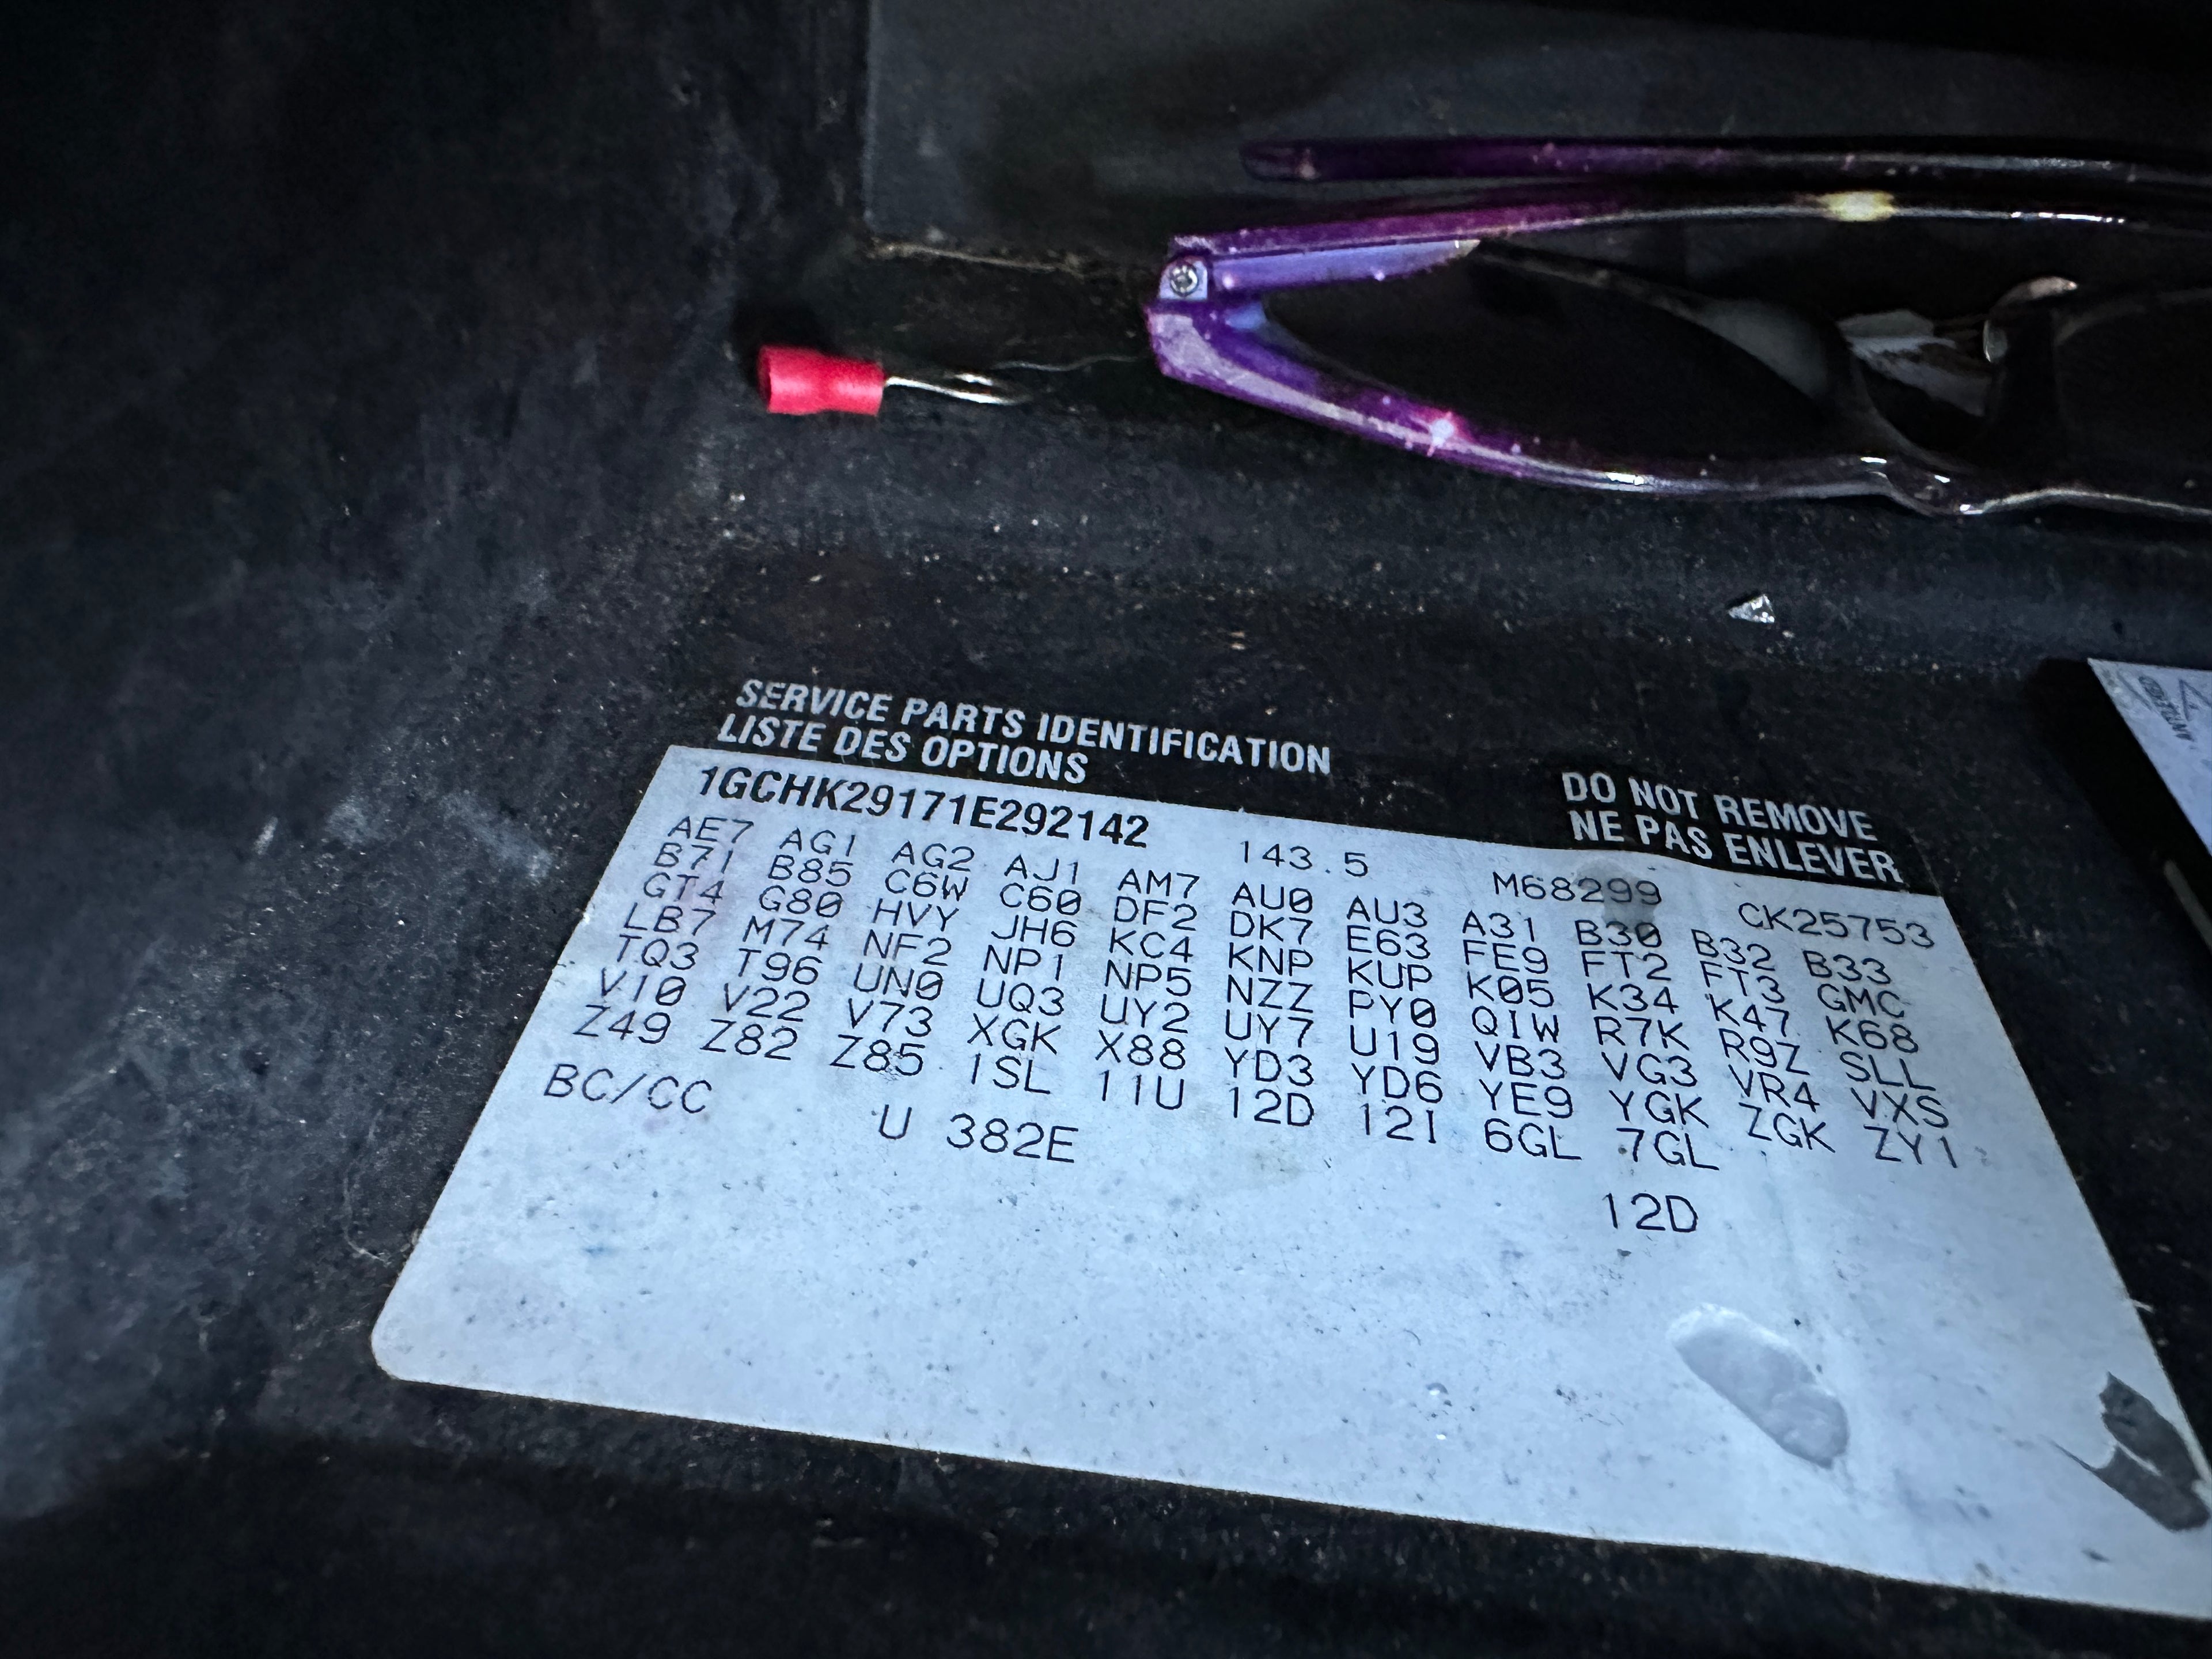 SERVICE PARTS IDENTIFICATION
LISTE DES OPTIONS
DO NOT REMOVE
NE PAS ENLEVER
1GCHK29171E292142 143.5 M68299 CK25753
AE7 AG1 AG2 AJ1 AM7 AU0 AU3 A31 B30 B32 B33
B71 B85 C6W C60 DF2 DK7 E63 FE9 FT2 FT3 GMC
GT4 G80 HVY JH6 KC4 KNP KUP K05 K34 K47 K68
LB7 M74 NF2 NP1 NP5 NZZ PY0 QIW R7K R9Z SLL
TQ3 T96 UN0 UQ3 UY2 UY7 U19 VB3 VG3 VR4 VXS
V10 V22 V73 XGK X88 YD3 YD6 YE9 YGK ZGK ZY1
Z49 Z82 Z85 1SL 11U 12D 12I 6GL 7GL
BC/CC U 382E 12D